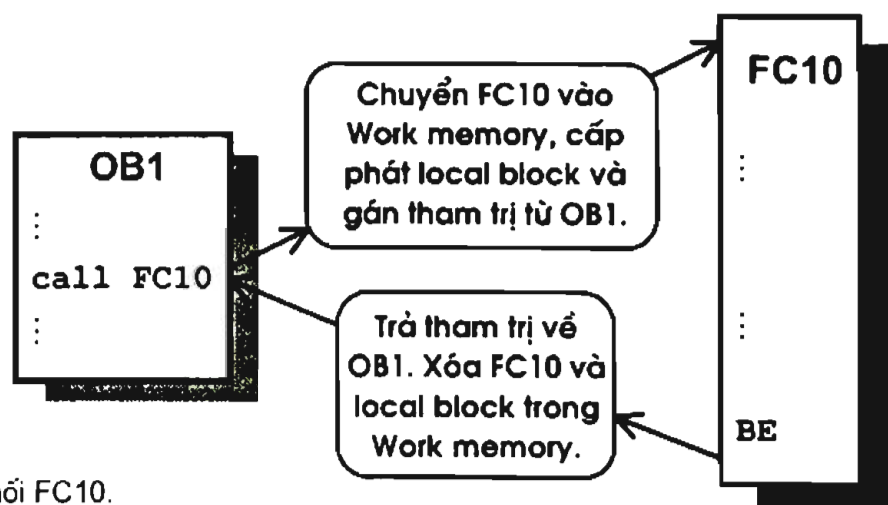 OB1
⋮
call FC10
⋮
Chuyển FC10 vào
Work memory, cấp
phát local block và
gán tham trị từ OB1.
FC10
⋮
⋮
BE
Trả tham trị về
OB1. Xóa FC10 và
local block trong
Work memory.
FC10.